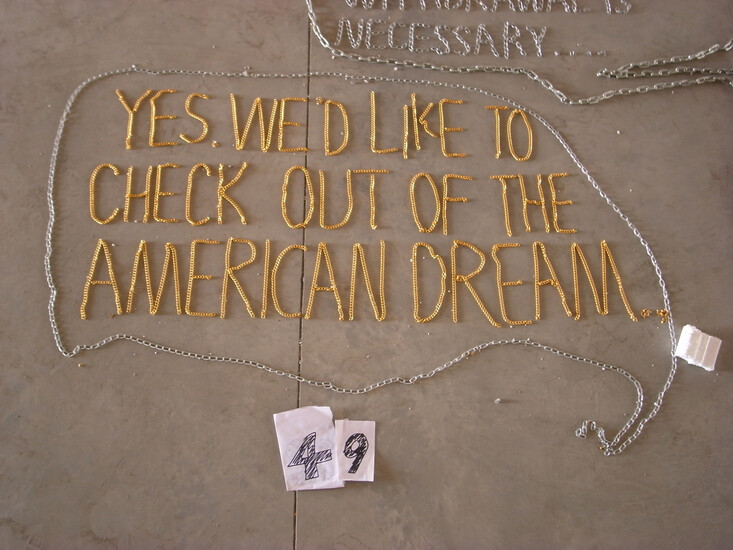 NECESSARY
YES. WE'D LIKE TO
CHECK OUT OF THE
AMERICAN DREAM...
49